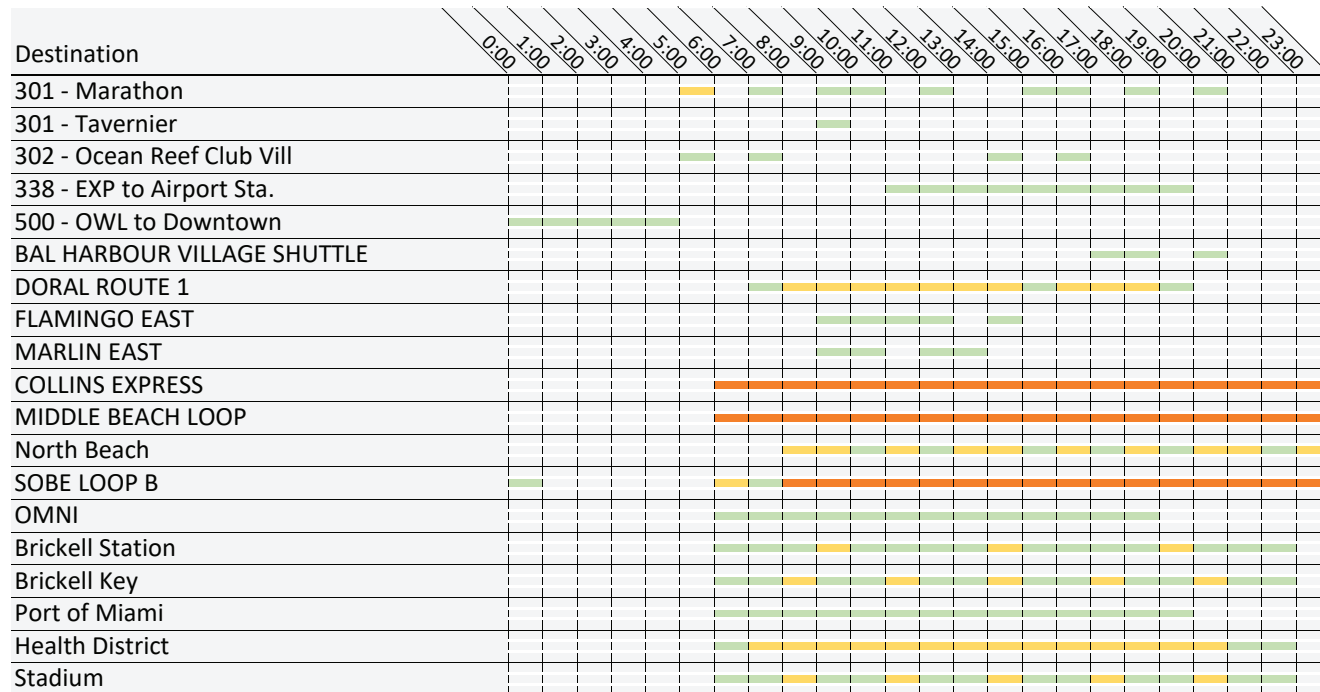 Destination 0:00 1:00 2:00 3:00 4:00 5:00 6:00 7:00 8:00 9:00 10:00 11:00 12:00 13:00 14:00 15:00 16:00 17:00 18:00 19:00 20:00 21:00 22:00 23:00
301 - Marathon
301 - Tavernier
302 - Ocean Reef Club Vill
338 - EXP to Airport Sta.
500 - OWL to Downtown
BAL HARBOUR VILLAGE SHUTTLE
DORAL ROUTE 1
FLAMINGO EAST
MARLIN EAST
COLLINS EXPRESS
MIDDLE BEACH LOOP
North Beach
SOBE LOOP B
OMNI
Brickell Station
Brickell Key
Port of Miami
Health District
Stadium